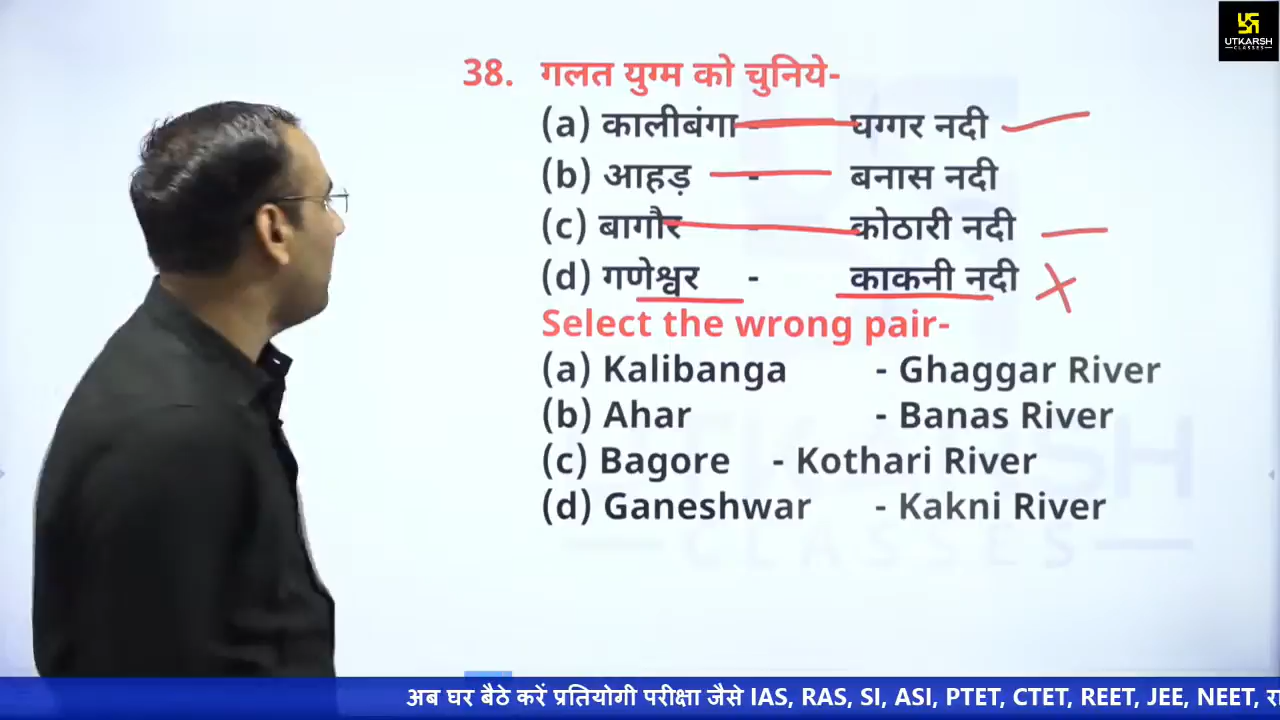 UTKARSH
CLASSES
38. गलत युग्म को चुनिये-
(a) कालीबंगा - घग्गर नदी
(b) आहड़ - बनास नदी
(c) बागौर - कोठारी नदी
(d) गणेश्वर - काकनी नदी
Select the wrong pair-
(a) Kalibanga - Ghaggar River
(b) Ahar - Banas River
(c) Bagore - Kothari River
(d) Ganeshwar - Kakni River
अब घर बैठे करें प्रतियोगी परीक्षा जैसे IAS, RAS, SI, ASI, PTET, CTET, REET, JEE, NEET,